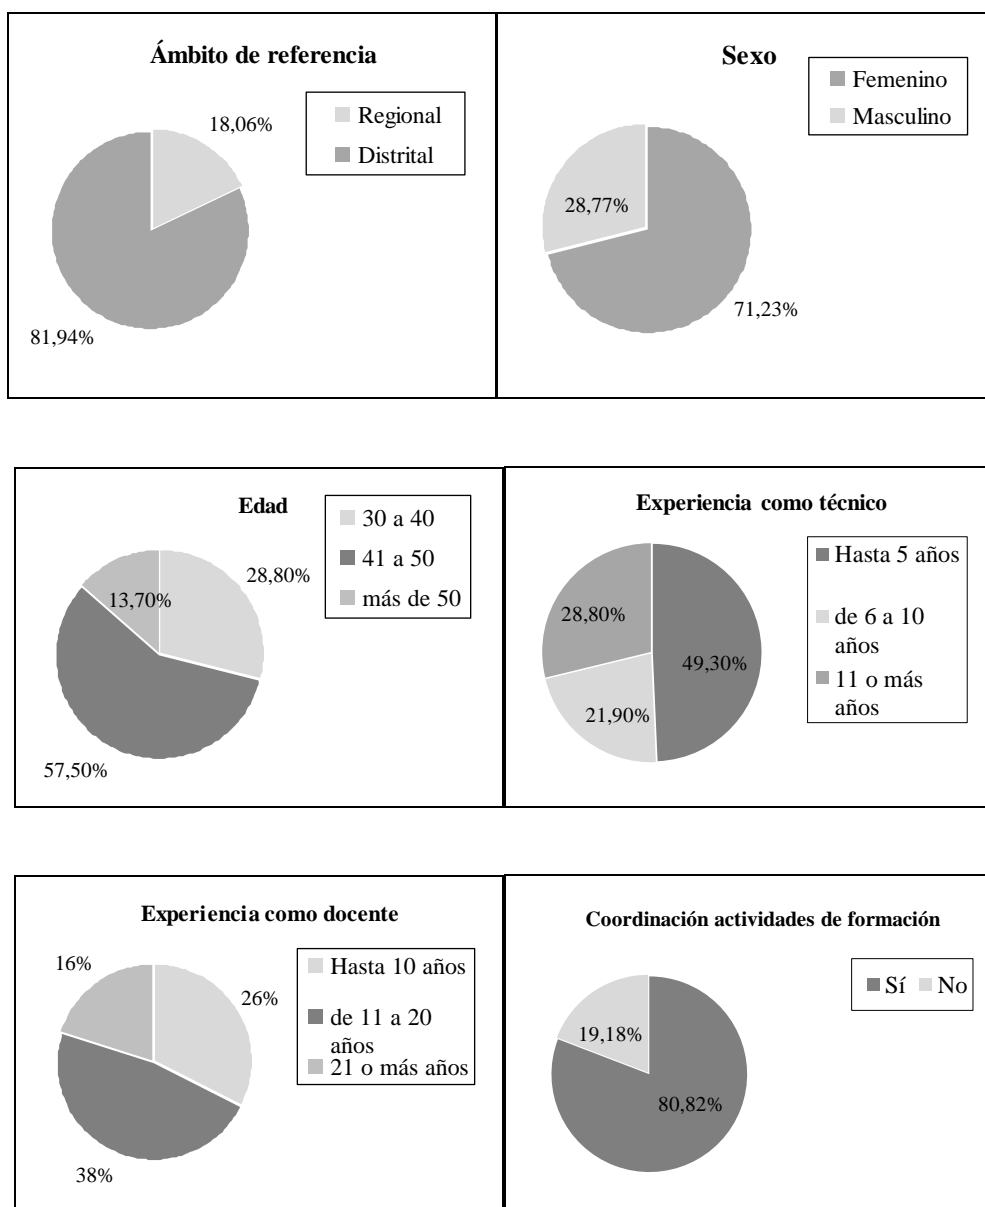 Ámbito de referencia
Regional
Distrital
18,06%
81,94%
Sexo
Femenino
Masculino
28,77%
71,23%
Edad
30 a 40
41 a 50
más de 50
28,80%
13,70%
57,50%
Experiencia como técnico
Hasta 5 años
de 6 a 10
años
11 o más
años
28,80%
49,30%
21,90%
Experiencia como docente
Hasta 10 años
de 11 a 20
años
21 o más años
16%
26%
38%
Coordinación actividades de formación
Sí No
19,18%
80,82%